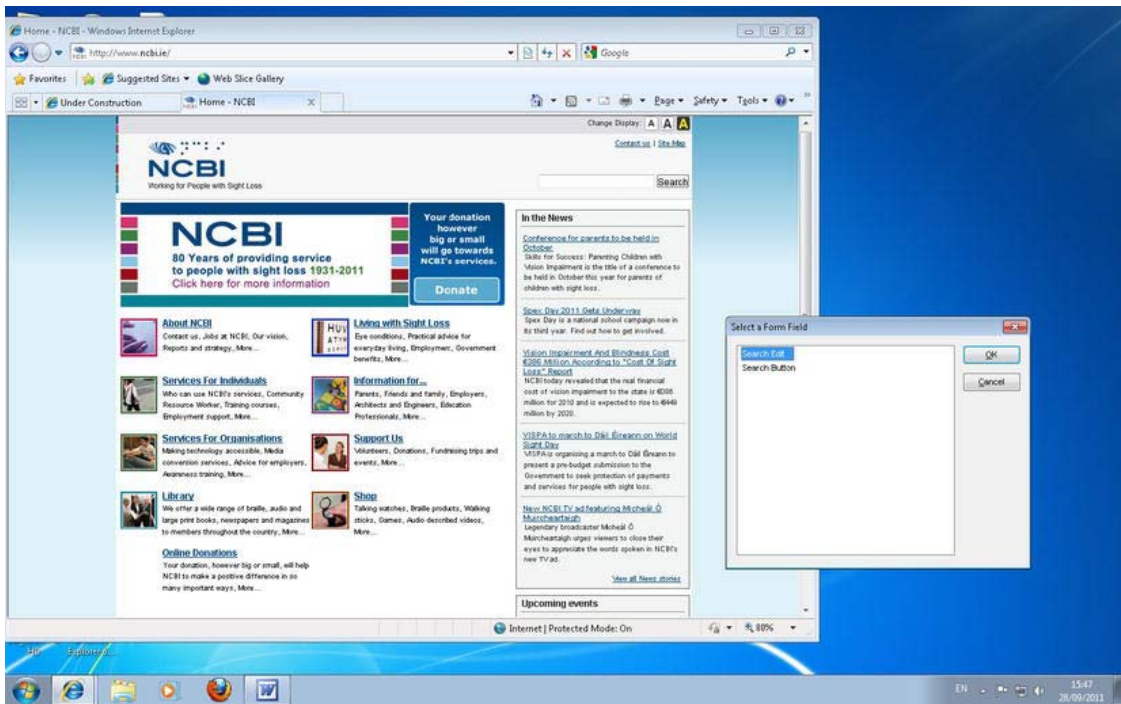 Home - NCBI - Windows Internet Explorer
http://www.ncbi.ie/
Google
Favorites
Suggested Sites
Web Slice Gallery
Under Construction
Home - NCBI
X
Page
Safety
Tools
Change Display: A A A
Contact us | Site Map
NCBI
Working for People with Sight Loss
Search
NCBI
80 Years of providing service
to people with sight loss 1931-2011
Click here for more information
Your donation
however
big or small
will go towards
NCBI's services.
Donate
About NCBI
Contact us, Jobs at NCBI, Our vision,
Reports and strategy, More...
Living with Sight Loss
Eye conditions, Practical advice for
everyday living, Employment, Government
benefits, More...
Services For Individuals
Who can use NCBI's services, Community
Resource Worker, Training courses,
Employment support, More...
Information for...
Parents, Friends and family, Employers,
Architects and Engineers, Education
Professionals, More...
Services For Organisations
Making technology accessible, Media
conversion services, Advice for employers,
Awareness training, More...
Support Us
Volunteers, Donations, Fundraising trips and
events, More...
Library
We offer a wide range of braille, audio and
large print books, newspapers and magazines
to members throughout the country, More...
Shop
Talking watches, Braille products, Walking
sticks, Games, Audio described videos,
More...
Online Donations
Your donation, however big or small, will help
NCBI to make a positive difference in so
many important ways, More...
In the News
Conference for parents to be held in
October
Skills for Success: Parenting Children with
Vision Impairment is the title of a conference to
be held in October this year for parents of
children with sight loss.
Spex Day 2011 Gets Underway
Spex Day is a national school campaign now in
its third year. Find out how to get involved.
Vision Impairment And Blindness Cost
€386 Million According to "Cost Of Sight
Loss" Report
NCBI today revealed that the real financial
cost of vision impairment to the state is €386
million for 2010 and is expected to rise to €449
million by 2020.
VISPA to march to Dáil Éireann on World
Sight Day
VISPA is organising a march to Dáil Éireann to
present a pre-budget submission to the
Government to seek protection of payments
and services for people with sight loss.
New NCBI TV ad featuring Micheál Ó
Muircheartaigh
Legendary broadcaster Micheál Ó
Muircheartaigh urges viewers to close their
eyes to appreciate the words spoken in NCBI's
new TV ad.
View all News stories
Upcoming events
Internet | Protected Mode: On
80%
Select a Form Field
Search Edit
Search Button
OK
Cancel
EN
15:47
28/09/2011